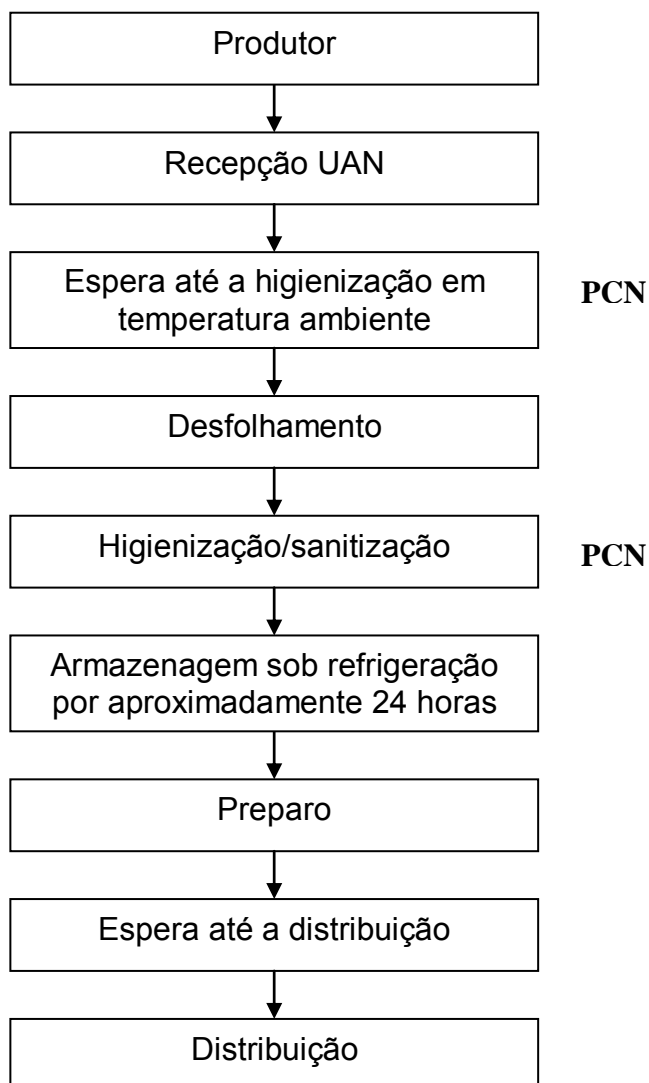 Produtor
Recepção UAN
Espera até a higienização em
temperatura ambiente
PCN
Desfolhamento
Higienização/sanitização
PCN
Armazenagem sob refrigeração
por aproximadamente 24 horas
Preparo
Espera até a distribuição
Distribuição